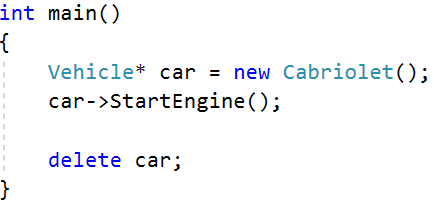 int main()
{
    Vehicle* car = new Cabriolet();
    car->StartEngine();

    delete car;
}